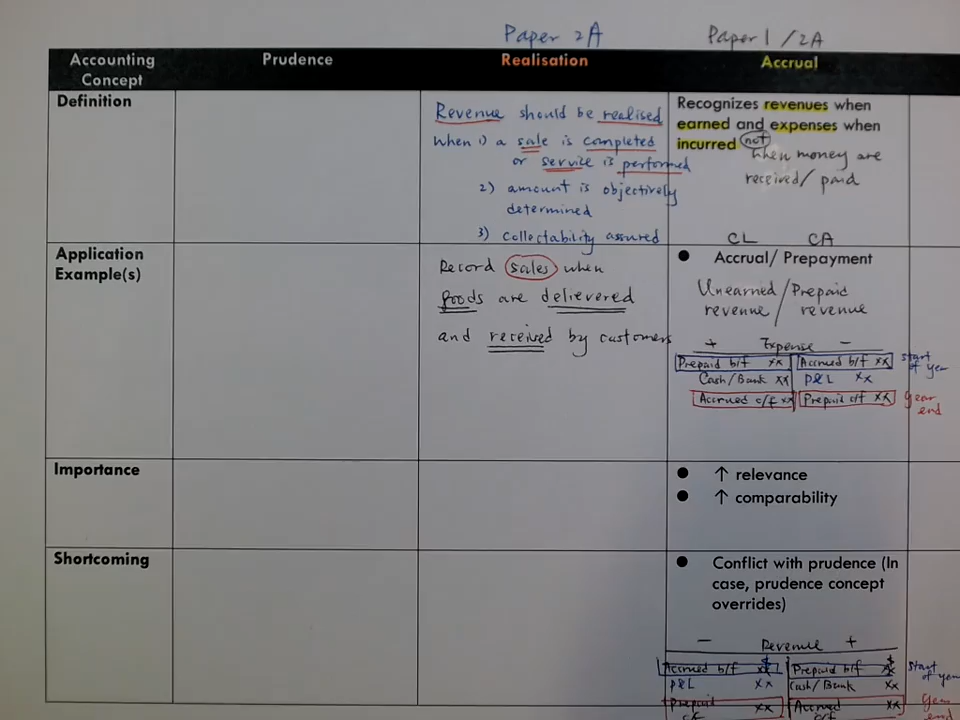 Paper 2A
Paper 1 / 2A
Accounting Concept
Prudence
Realisation
Accrual
Definition
Revenue should be realised
when 1) a sale is completed
or service is performed
2) amount is objectively
determined
3) collectability assured
Recognizes revenues when
earned and expenses when
incurred not when money are
received/ paid
CL CA
Application
Example(s)
Record sales when
goods are delievered
and received by customers
● Accrual/ Prepayment
Unearned / Prepaid
revenue / revenue
+ Expense −
Prepaid b/f xx Accrued b/f xx start of year
Cash/Bank xx P&L xx
Accrued c/f xx Prepaid c/f xx year end
Importance
● ↑ relevance
● ↑ comparability
Shortcoming
● Conflict with prudence (In
case, prudence concept
overrides)
− Revenue +
Accrued b/f Prepaid b/f start of year
P&L xx Cash/Bank xx
Prepaid c/f xx Accrued c/f xx year end